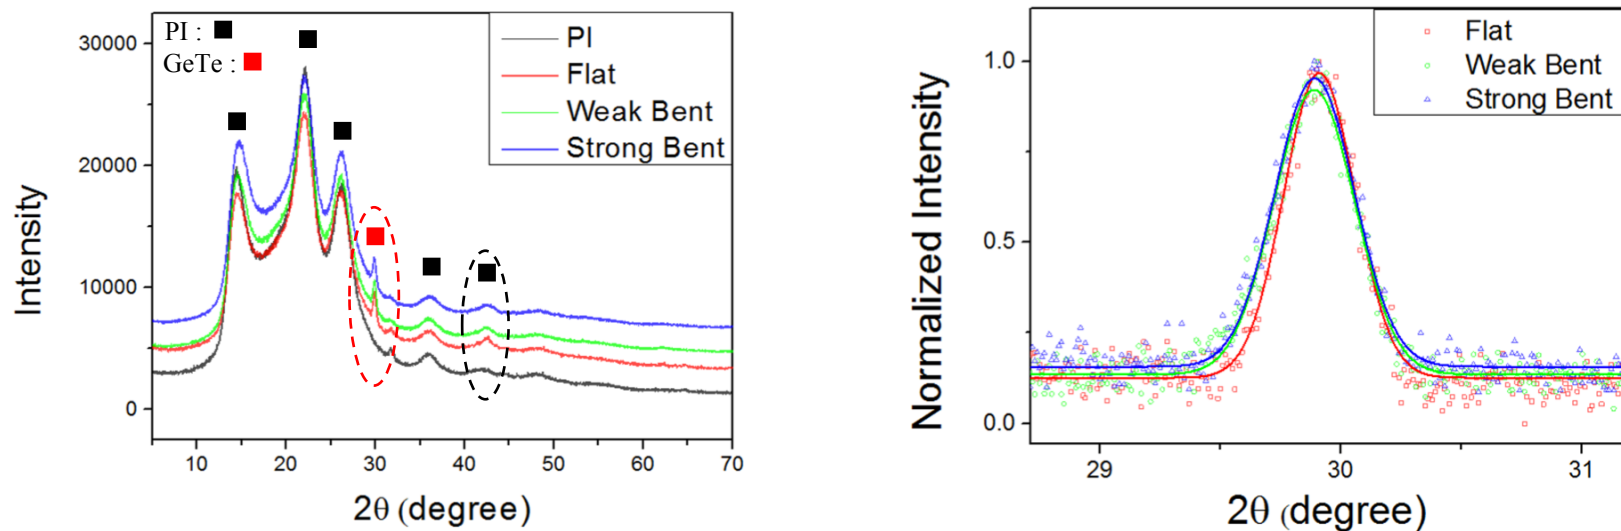 PI :
GeTe :
PI
Flat
Weak Bent
Strong Bent
30000
20000
10000
0
Intensity
10 20 30 40 50 60 70
2θ (degree)
Flat
Weak Bent
Strong Bent
1.0
0.5
0.0
Normalized Intensity
29 30 31
2θ (degree)